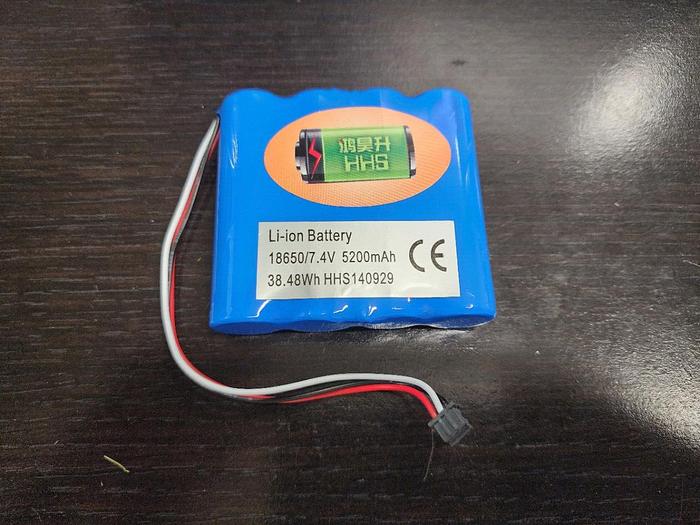 鸿昊升
HHS
Li-ion Battery
18650/7.4V 5200mAh
38.48Wh HHS140929
CE